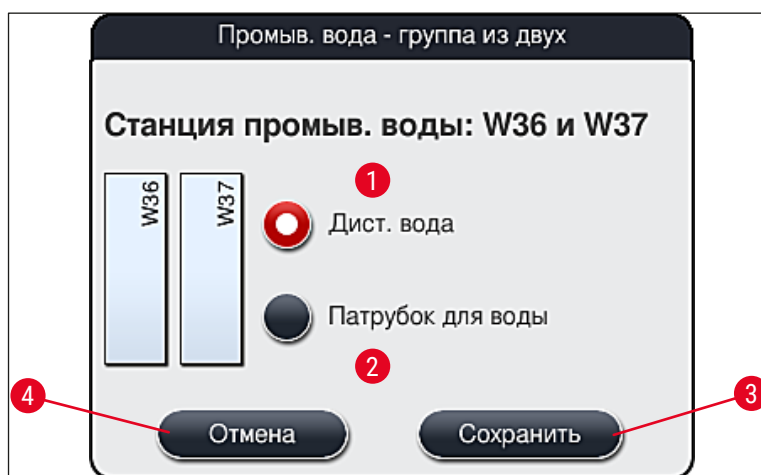 Промыв. вода - группа из двух
Станция промыв. воды: W36 и W37
W36
W37
1
Дист. вода
Патрубок для воды
2
4
3
Отмена
Сохранить